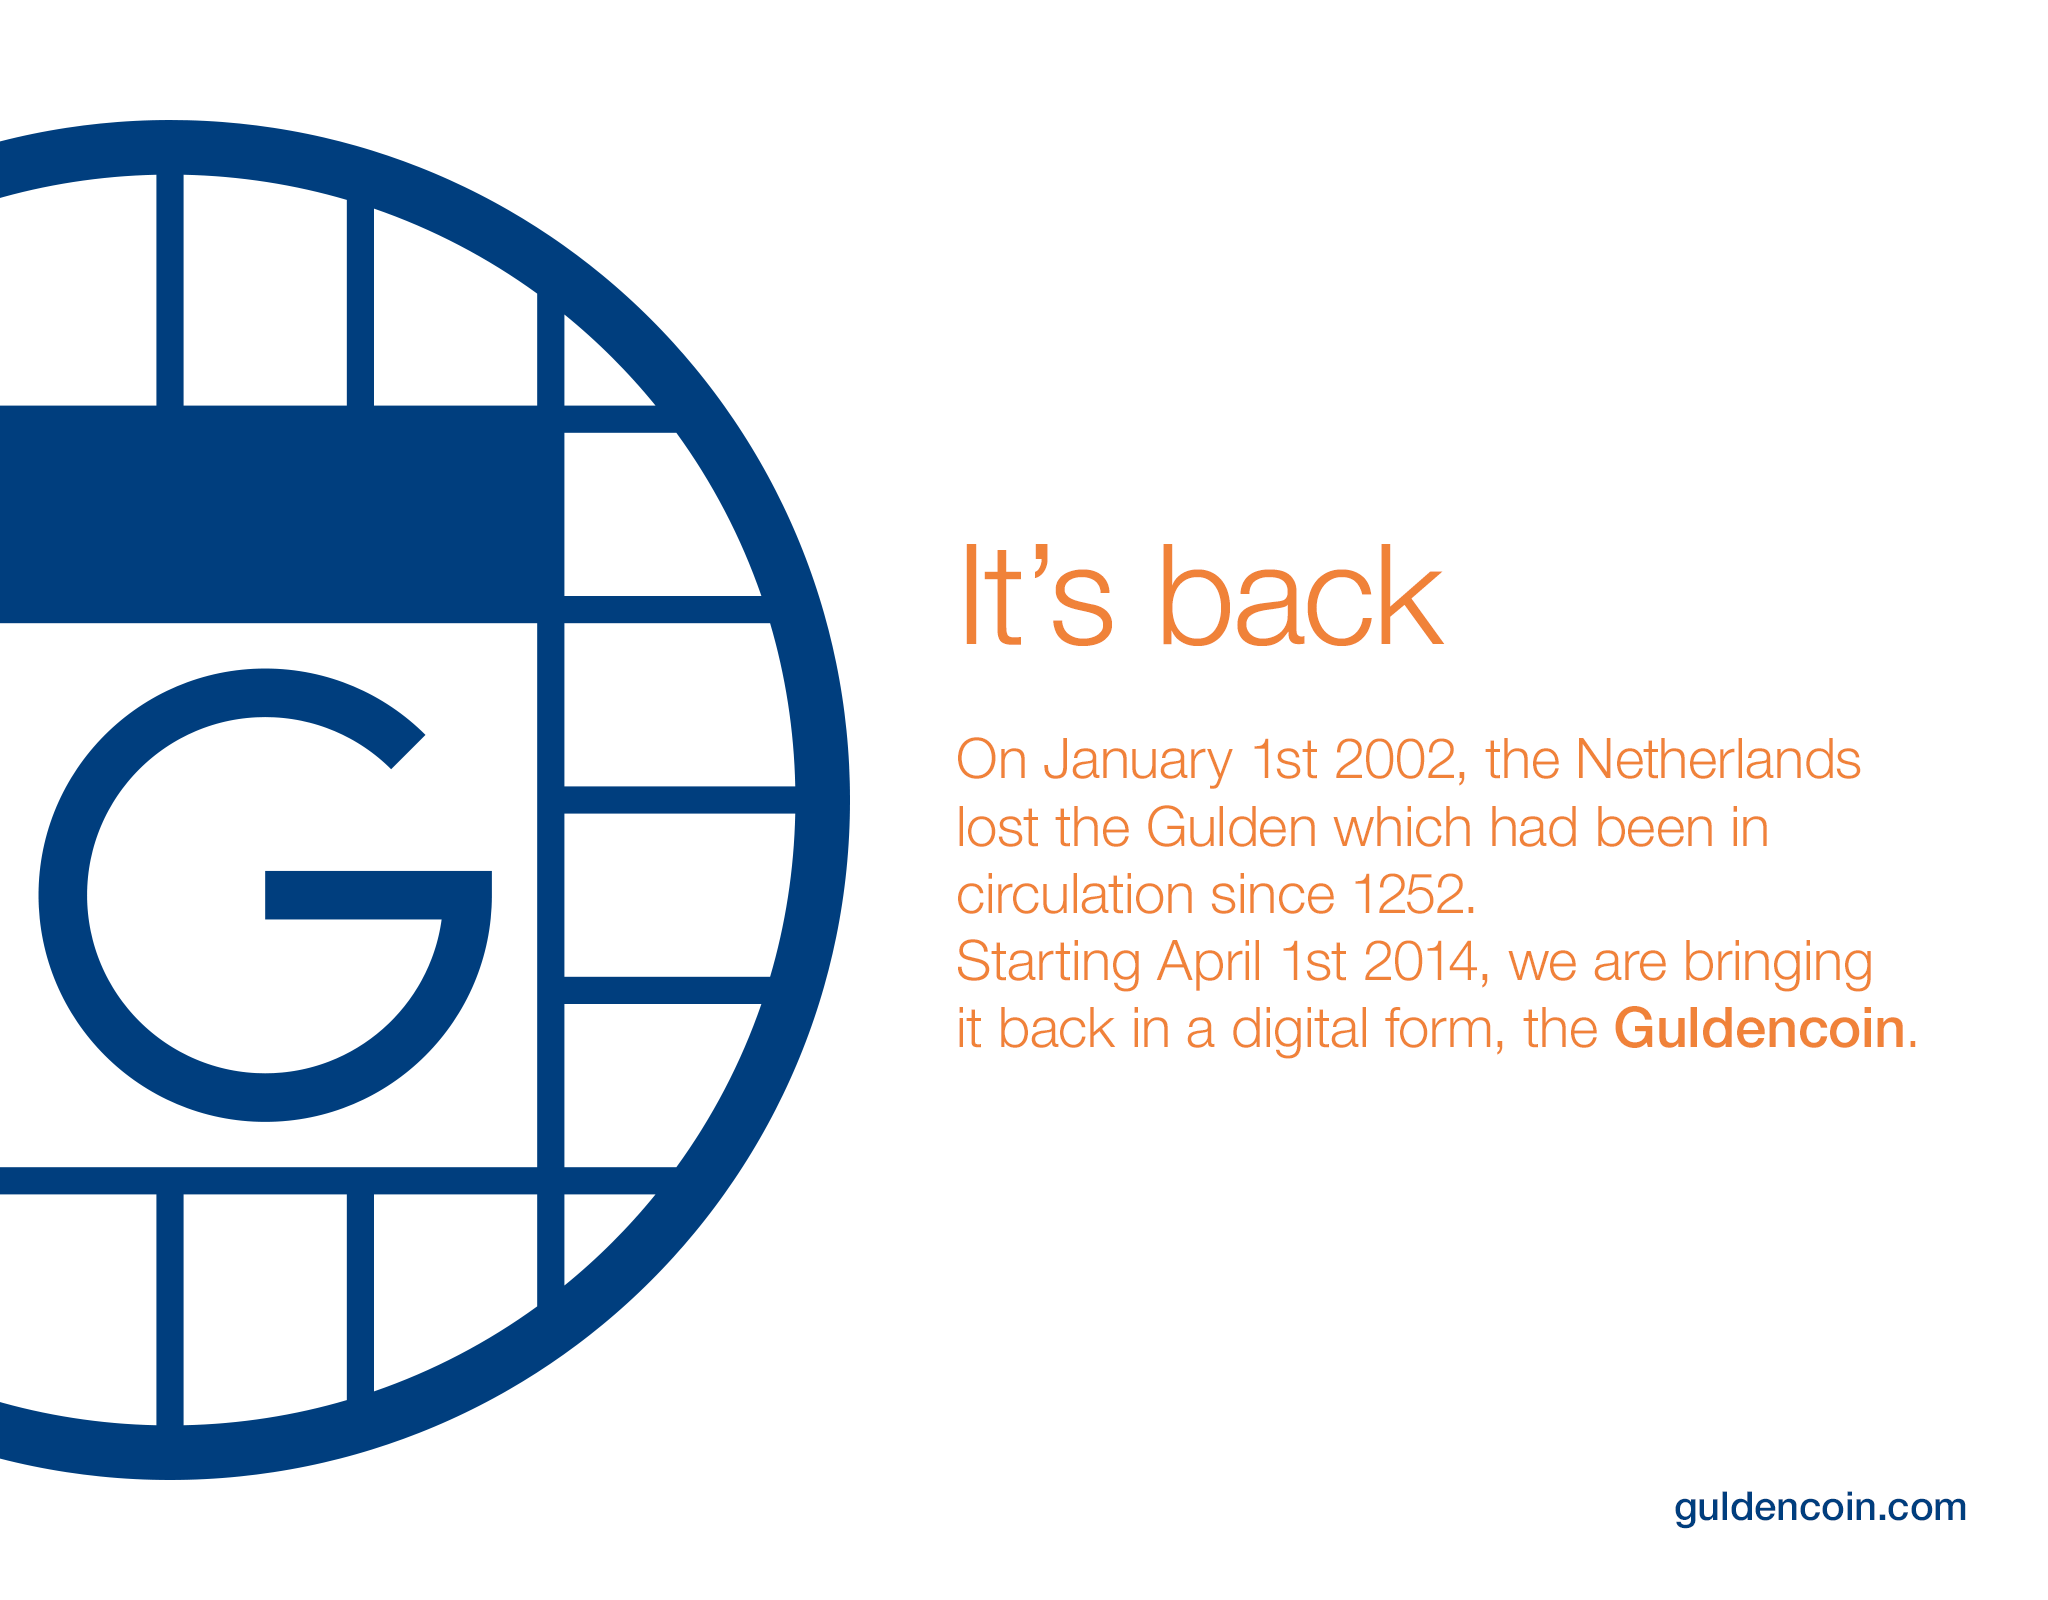 G
It’s back
On January 1st 2002, the Netherlands
lost the Gulden which had been in
circulation since 1252.
Starting April 1st 2014, we are bringing
it back in a digital form, the Guldencoin.
guldencoin.com